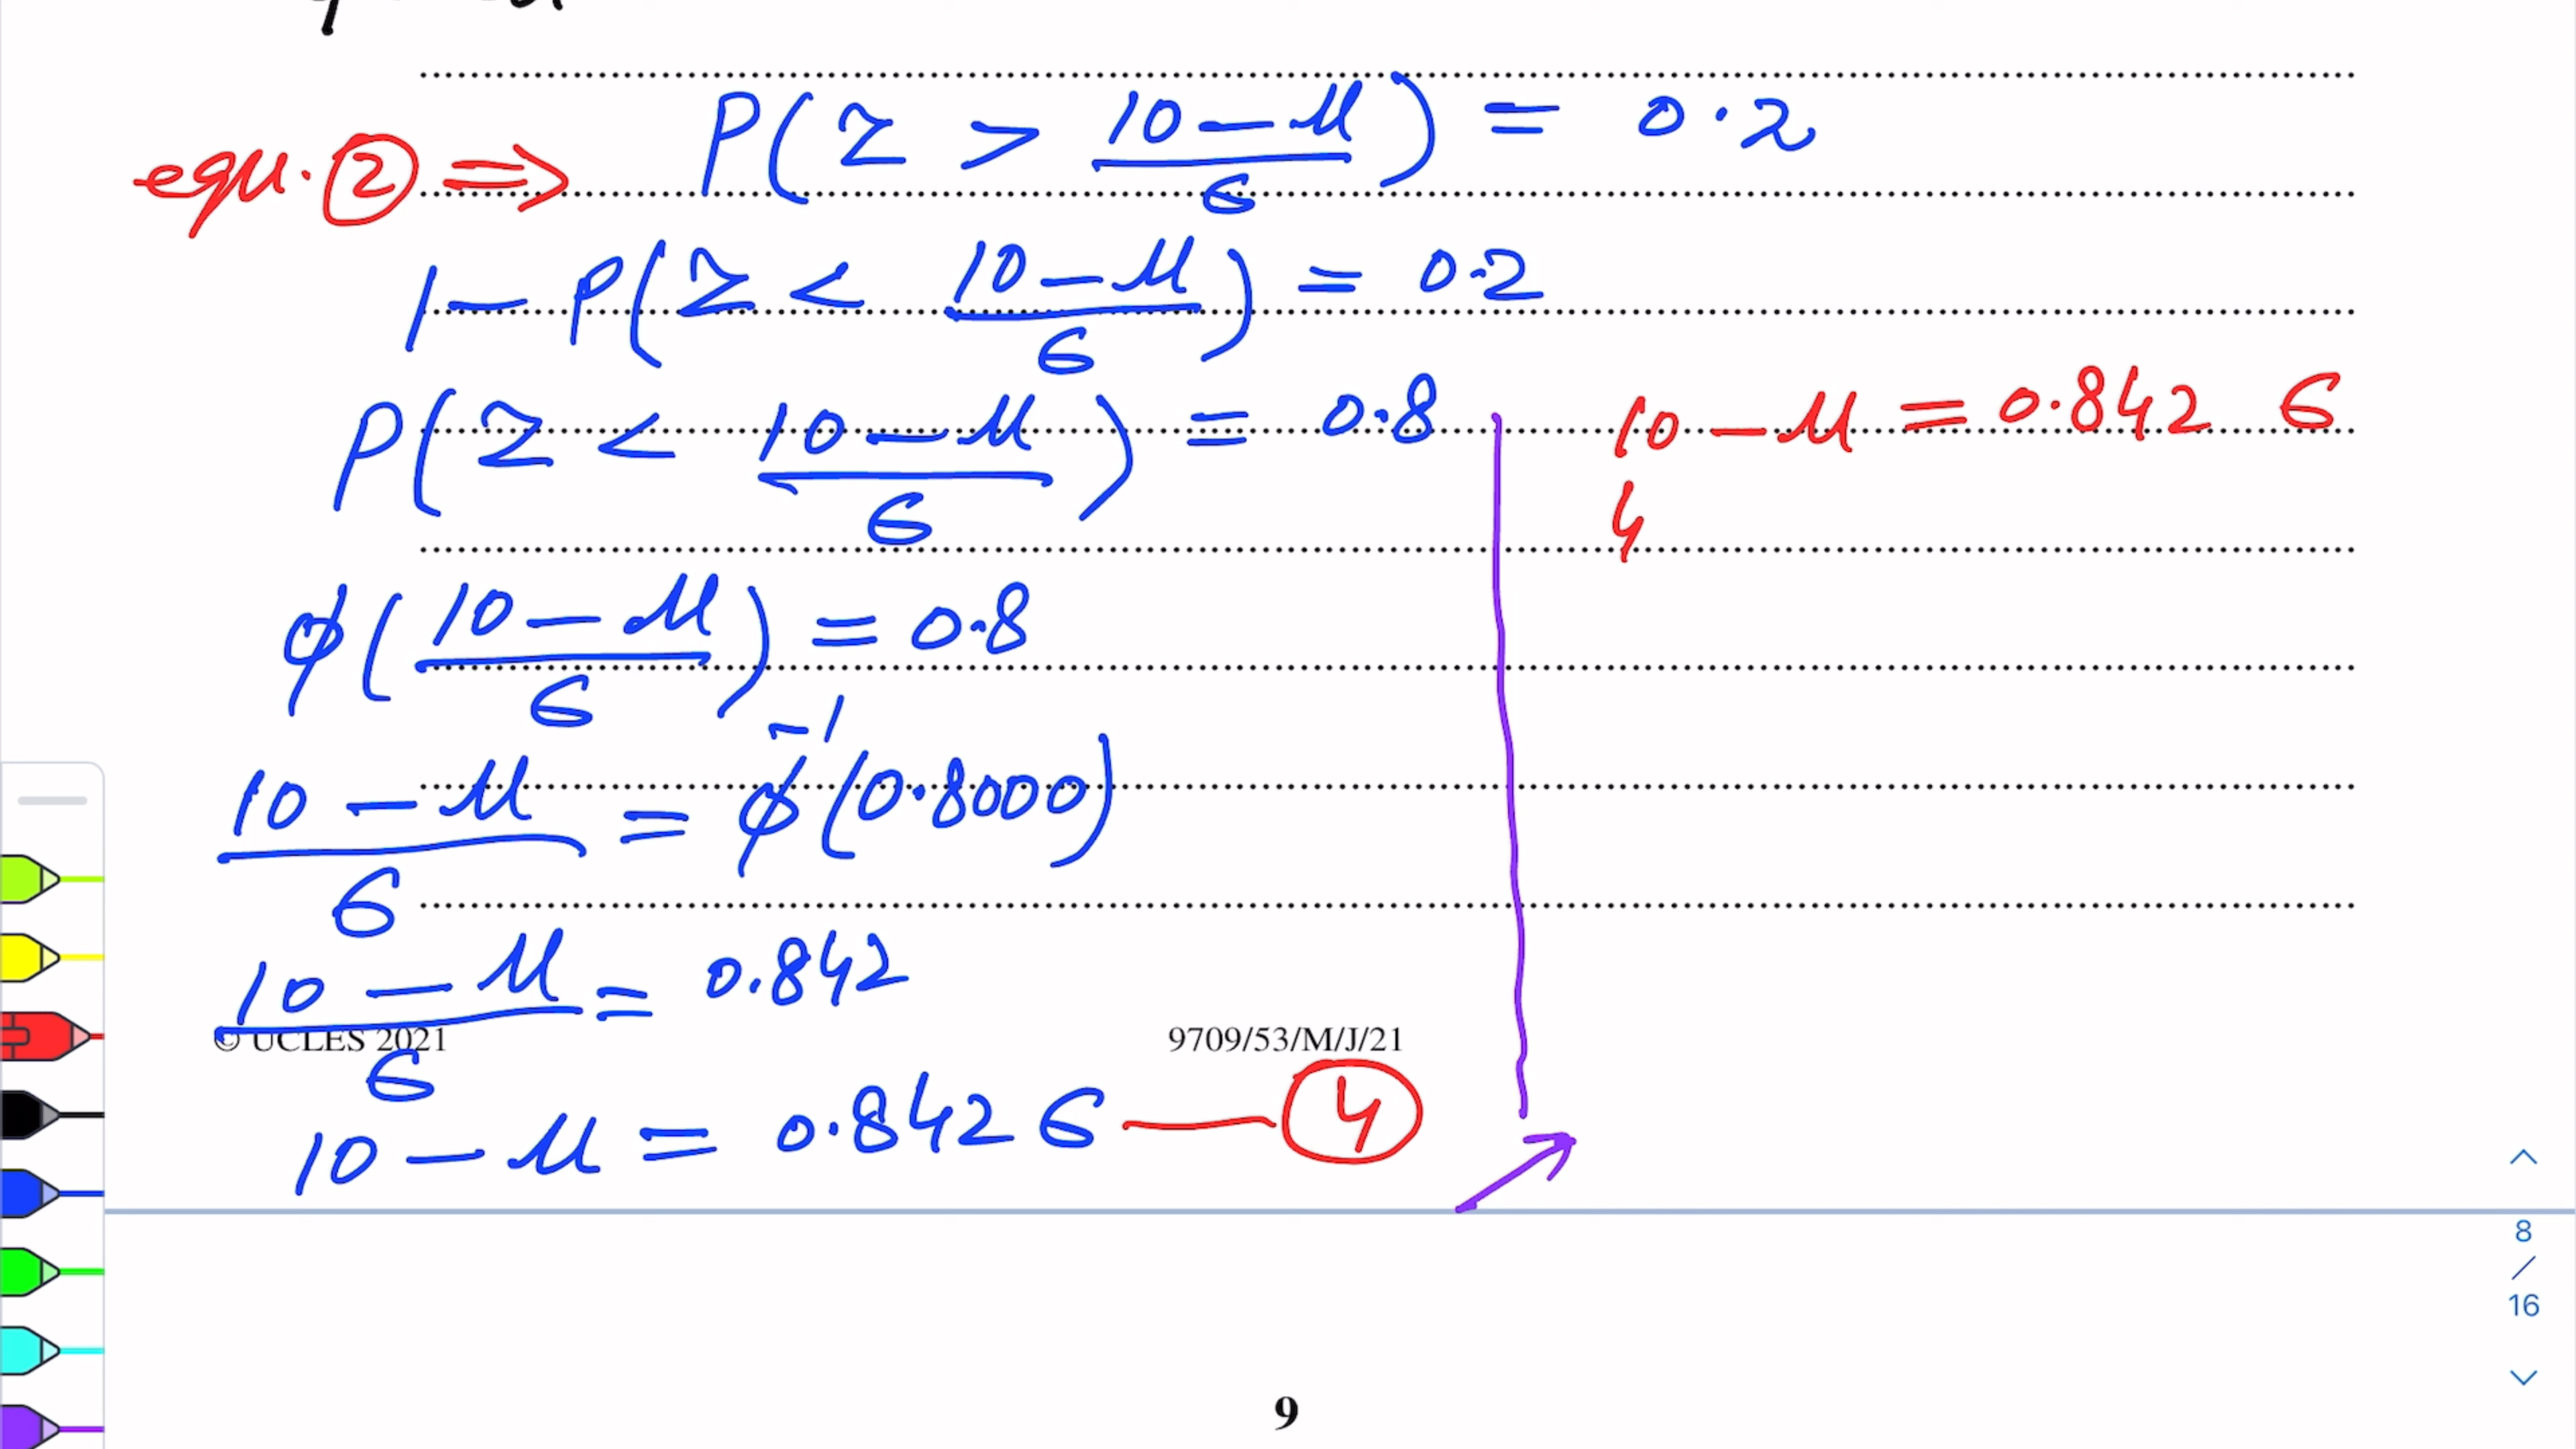 equ. ② ⇒ P(Z > (10 − μ)/σ) = 0.2
1 − P(Z < (10 − μ)/σ) = 0.2
P(Z < (10 − μ)/σ) = 0.8
ϕ((10 − μ)/σ) = 0.8
(10 − μ)/σ = ϕ⁻¹(0.8000)
(10 − μ)/σ = 0.842
© UCLES 2021 9709/53/M/J/21
10 − μ = 0.842 σ — ④
10 − μ = 0.842 σ
4
8
/
16
9